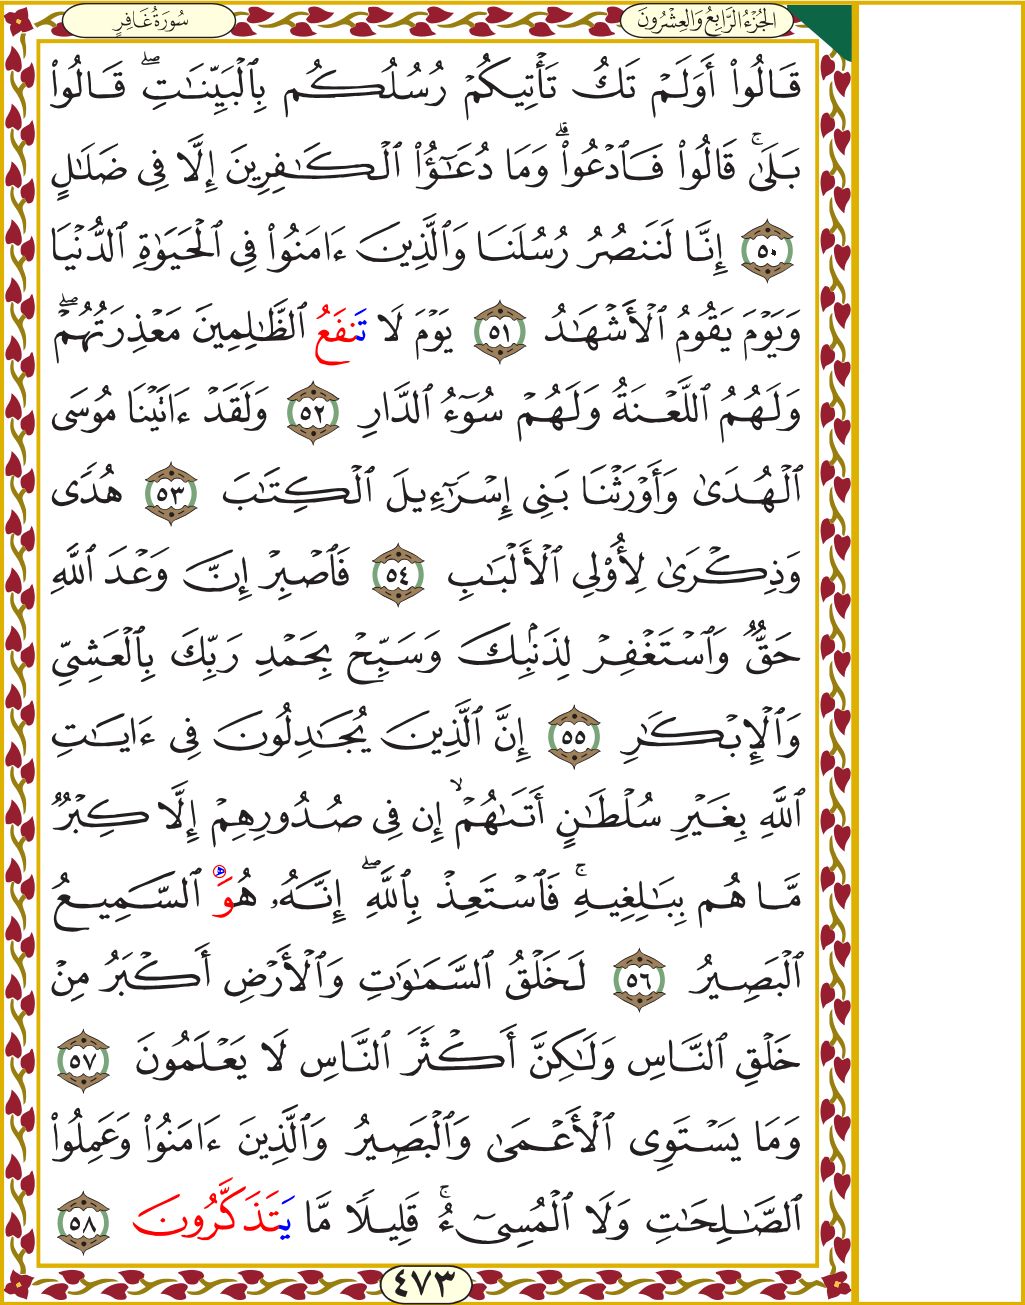 سُورَةُ غَافِرٍ
الجُزْءُ الرَّابِعُ وَالعِشْرُونَ
قَالُوا۟ أَوَلَمْ تَكُ تَأْتِيكُمْ رُسُلُكُم بِٱلْبَيِّنَٰتِ ۖ قَالُوا۟
بَلَىٰ ۚ قَالُوا۟ فَٱدْعُوا۟ ۗ وَمَا دُعَٰٓؤُا۟ ٱلْكَٰفِرِينَ إِلَّا فِى ضَلَٰلٍ
٥٠ إِنَّا لَنَنصُرُ رُسُلَنَا وَٱلَّذِينَ ءَامَنُوا۟ فِى ٱلْحَيَوٰةِ ٱلدُّنْيَا
وَيَوْمَ يَقُومُ ٱلْأَشْهَٰدُ ٥١ يَوْمَ لَا تَنفَعُ ٱلظَّٰلِمِينَ مَعْذِرَتُهُمْ ۖ
وَلَهُمُ ٱللَّعْنَةُ وَلَهُمْ سُوٓءُ ٱلدَّارِ ٥٢ وَلَقَدْ ءَاتَيْنَا مُوسَى
ٱلْهُدَىٰ وَأَوْرَثْنَا بَنِى إِسْرَٰٓءِيلَ ٱلْكِتَٰبَ ٥٣ هُدًى
وَذِكْرَىٰ لِأُو۟لِى ٱلْأَلْبَٰبِ ٥٤ فَٱصْبِرْ إِنَّ وَعْدَ ٱللَّهِ
حَقٌّ وَٱسْتَغْفِرْ لِذَنۢبِكَ وَسَبِّحْ بِحَمْدِ رَبِّكَ بِٱلْعَشِىِّ
وَٱلْإِبْكَٰرِ ٥٥ إِنَّ ٱلَّذِينَ يُجَٰدِلُونَ فِى ءَايَٰتِ
ٱللَّهِ بِغَيْرِ سُلْطَٰنٍ أَتَىٰهُمْ ۙ إِن فِى صُدُورِهِمْ إِلَّا كِبْرٌ
مَّا هُم بِبَٰلِغِيهِ ۚ فَٱسْتَعِذْ بِٱللَّهِ ۖ إِنَّهُۥ هُوَ ٱلسَّمِيعُ
ٱلْبَصِيرُ ٥٦ لَخَلْقُ ٱلسَّمَٰوَٰتِ وَٱلْأَرْضِ أَكْبَرُ مِنْ
خَلْقِ ٱلنَّاسِ وَلَٰكِنَّ أَكْثَرَ ٱلنَّاسِ لَا يَعْلَمُونَ ٥٧
وَمَا يَسْتَوِى ٱلْأَعْمَىٰ وَٱلْبَصِيرُ وَٱلَّذِينَ ءَامَنُوا۟ وَعَمِلُوا۟
ٱلصَّٰلِحَٰتِ وَلَا ٱلْمُسِىٓءُ ۚ قَلِيلًا مَّا يَتَذَكَّرُونَ ٥٨
٤٧٣